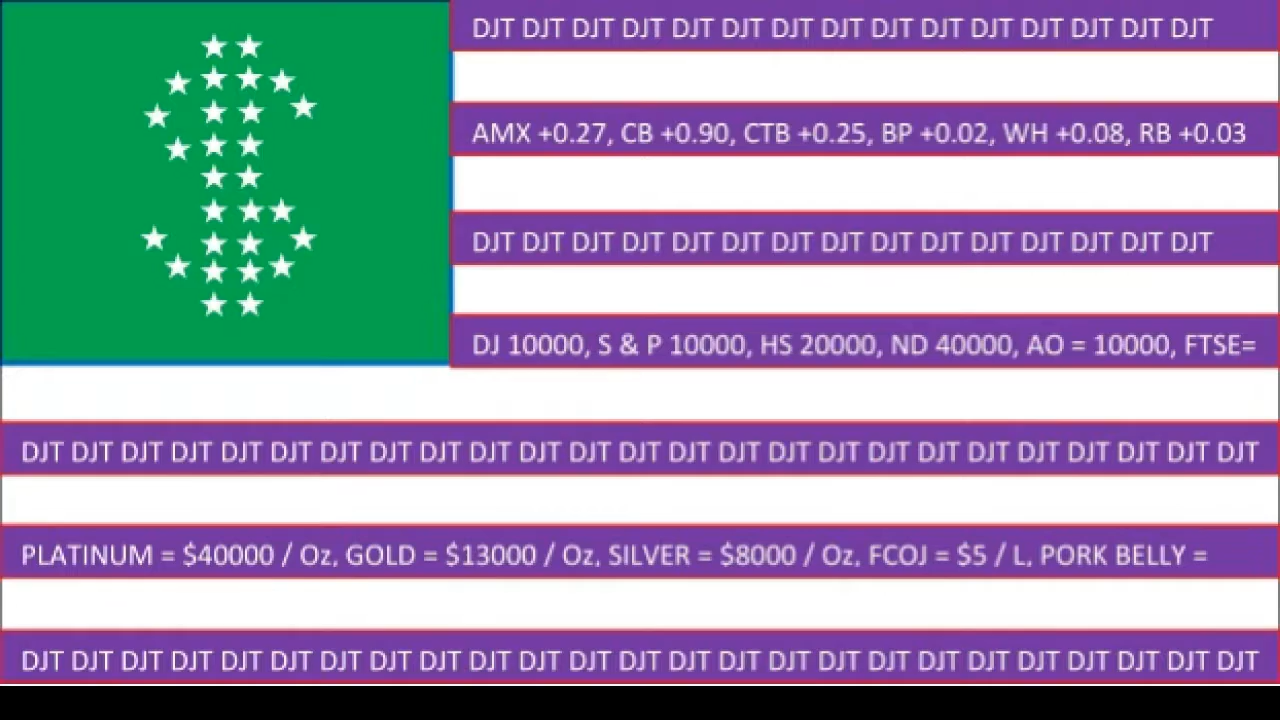 DJT DJT DJT DJT DJT DJT DJT DJT DJT DJT DJT DJT DJT DJT DJT
AMX +0.27, CB +0.90, CTB +0.25, BP +0.02, WH +0.08, RB +0.03
DJT DJT DJT DJT DJT DJT DJT DJT DJT DJT DJT DJT DJT DJT DJT
DJ 10000, S & P 10000, HS 20000, ND 40000, AO = 10000, FTSE=
DJT DJT DJT DJT DJT DJT DJT DJT DJT DJT DJT DJT DJT DJT DJT DJT DJT DJT DJT DJT DJT DJT DJT DJT DJT
PLATINUM = $40000 / Oz, GOLD = $13000 / Oz, SILVER = $8000 / Oz, FCOJ = $5 / L, PORK BELLY =
DJT DJT DJT DJT DJT DJT DJT DJT DJT DJT DJT DJT DJT DJT DJT DJT DJT DJT DJT DJT DJT DJT DJT DJT DJT